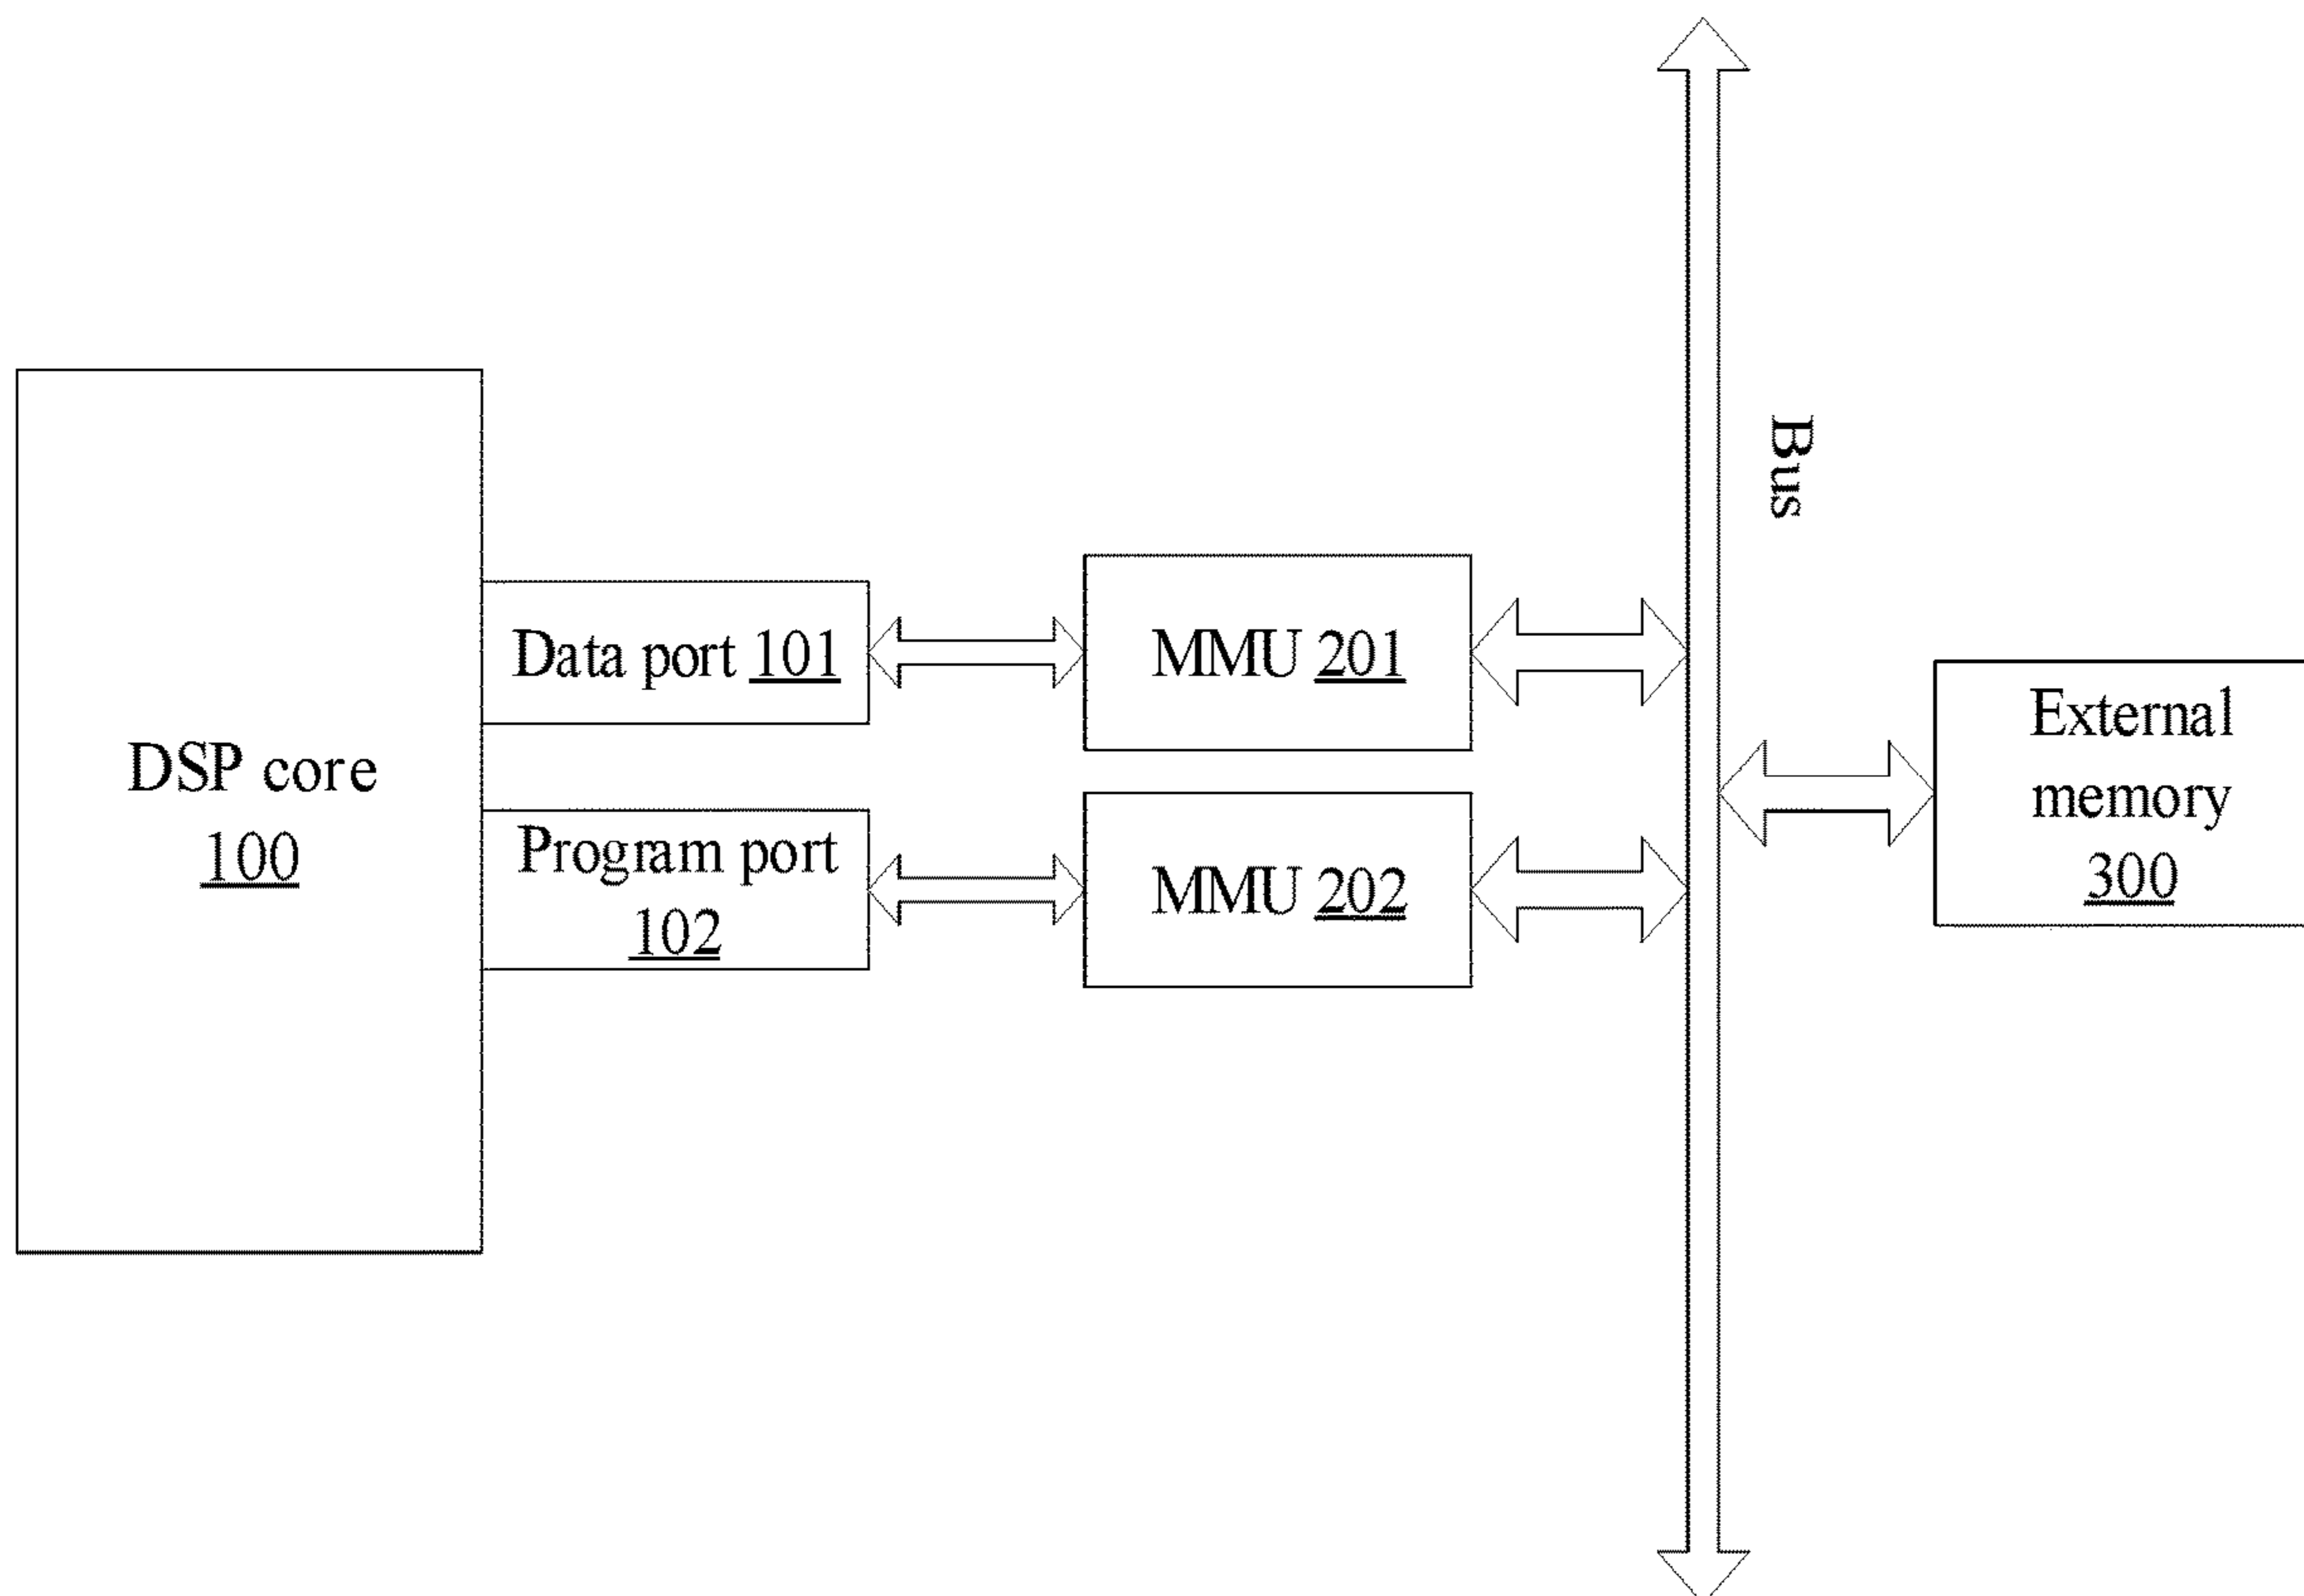 DSP core
100
Data port 101
Program port
102
MMU 201
MMU 202
Bus
External
memory
300